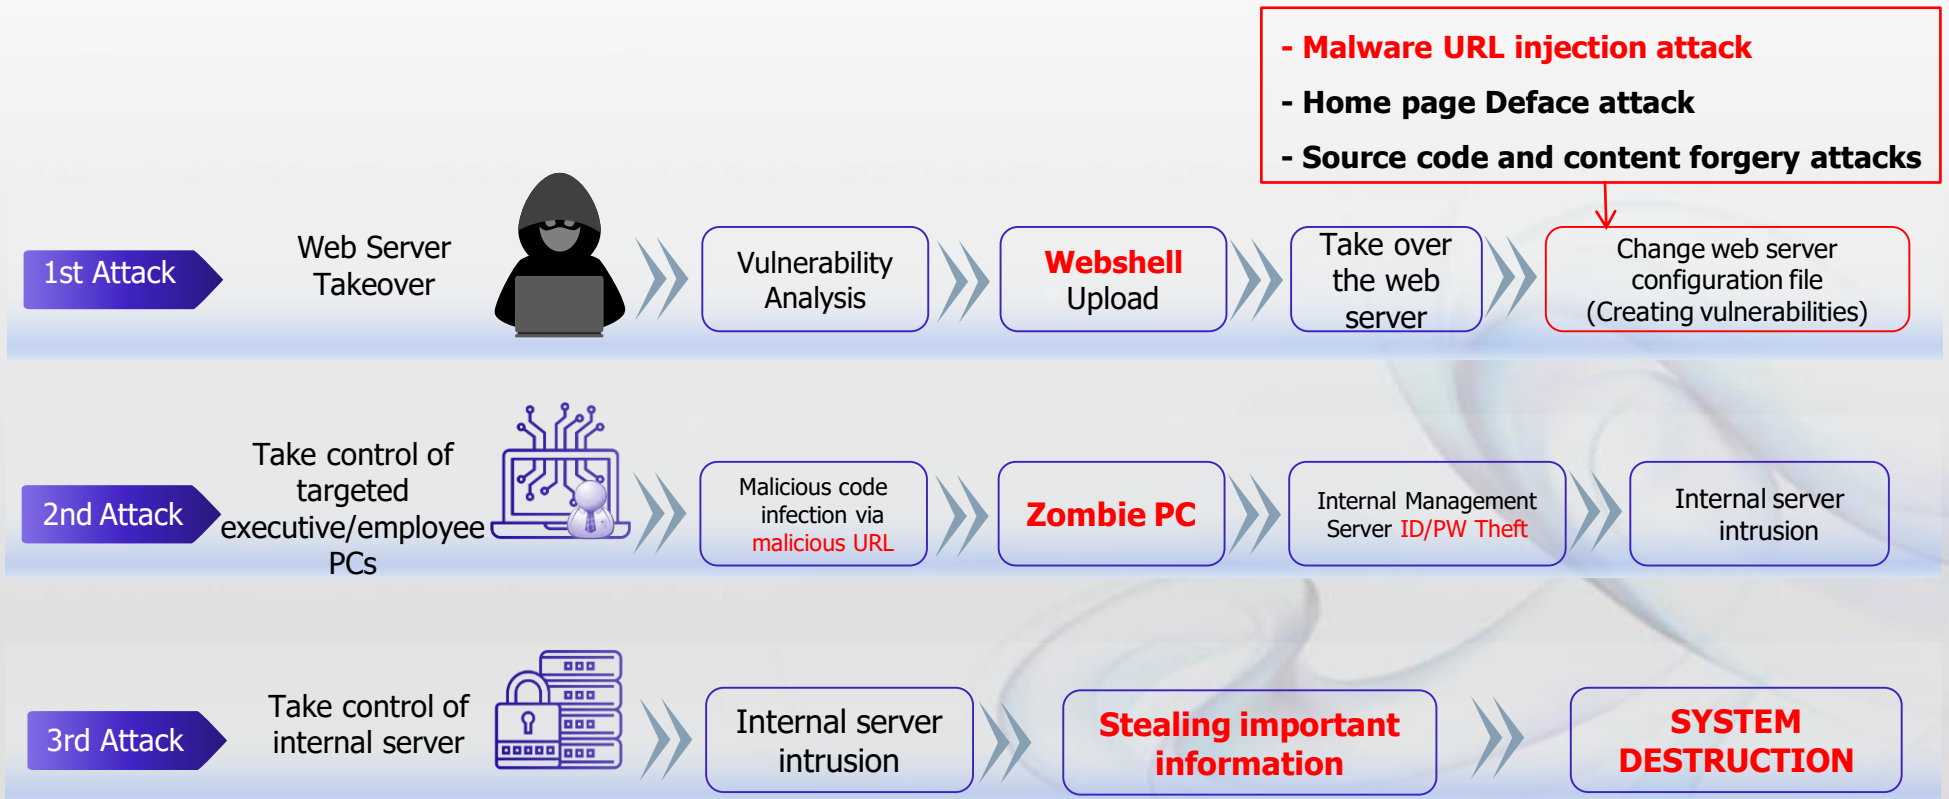 - Malware URL injection attack
- Home page Deface attack
- Source code and content forgery attacks
1st Attack
Web Server
Takeover
Vulnerability
Analysis
Webshell
Upload
Take over
the web
server
Change web server
configuration file
(Creating vulnerabilities)
2nd Attack
Take control of
targeted
executive/employee
PCs
Malicious code
infection via
malicious URL
Zombie PC
Internal Management
Server ID/PW Theft
Internal server
intrusion
3rd Attack
Take control of
internal server
Internal server
intrusion
Stealing important
information
SYSTEM
DESTRUCTION